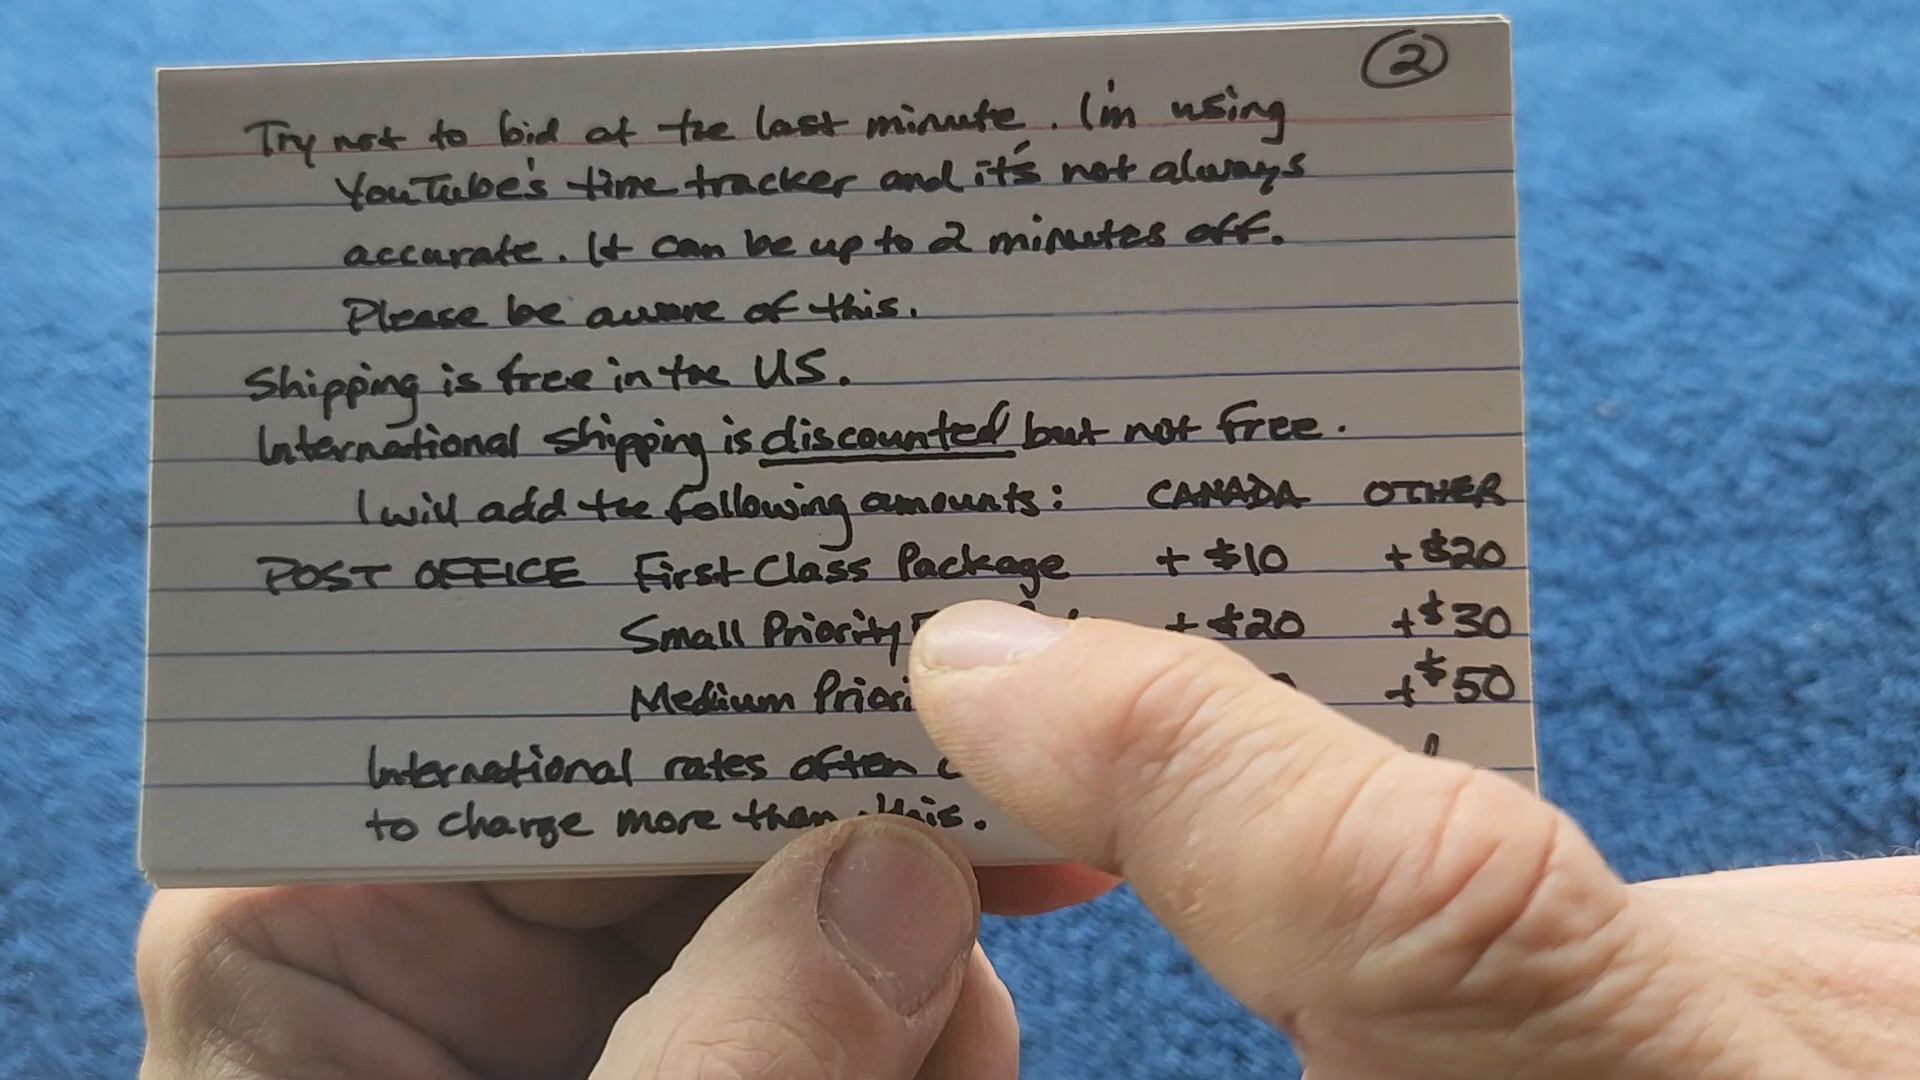 2
Try not to bid at the last minute. I'm using
YouTube's time tracker and it's not always
accurate. It can be up to 2 minutes off.
Please be aware of this.
Shipping is free in the US.
International shipping is discounted but not free.
I will add the following amounts: CANADA OTHER
POST OFFICE First Class Package +$10 +$20
Small Priority +$20 +$30
Medium +$50
International rates often
to charge more than this.